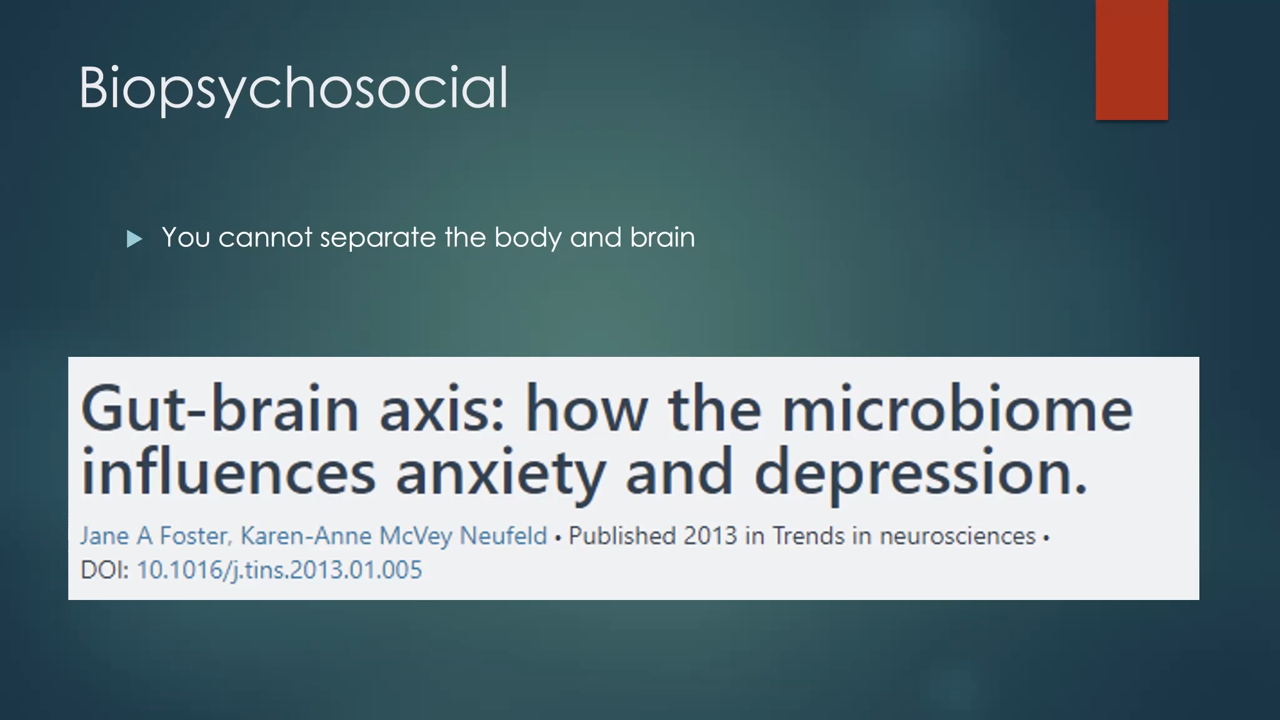 Biopsychosocial
You cannot separate the body and brain
Gut-brain axis: how the microbiome
influences anxiety and depression.
Jane A Foster, Karen-Anne McVey Neufeld • Published 2013 in Trends in neurosciences •
DOI: 10.1016/j.tins.2013.01.005